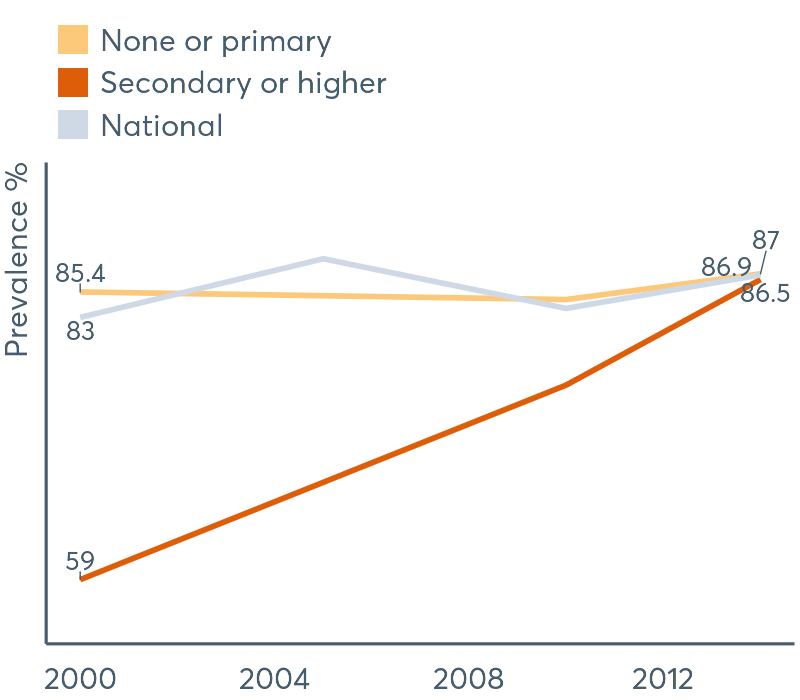 None or primary
Secondary or higher
National
Prevalence %
87
86.9
85.4
86.5
83
59
2000 2004 2008 2012